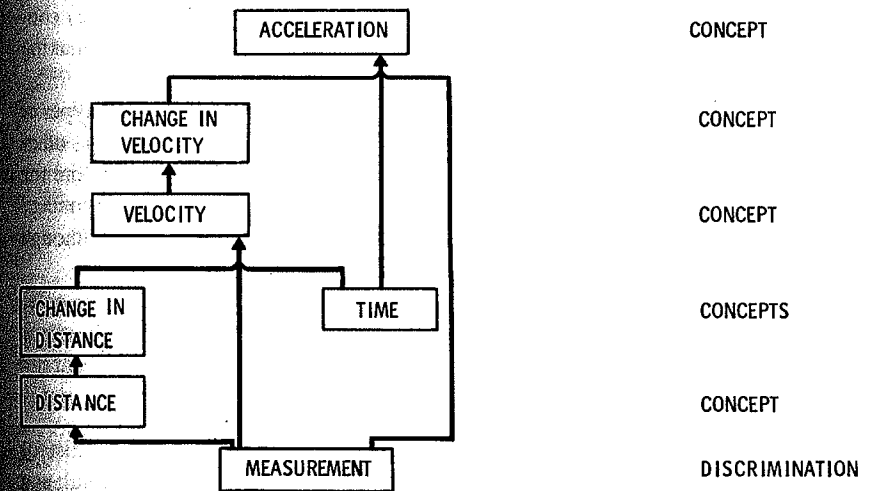 ACCELERATION CONCEPT
CHANGE IN
VELOCITY CONCEPT
VELOCITY CONCEPT
CHANGE IN
DISTANCE
TIME CONCEPTS
DISTANCE CONCEPT
MEASUREMENT DISCRIMINATION